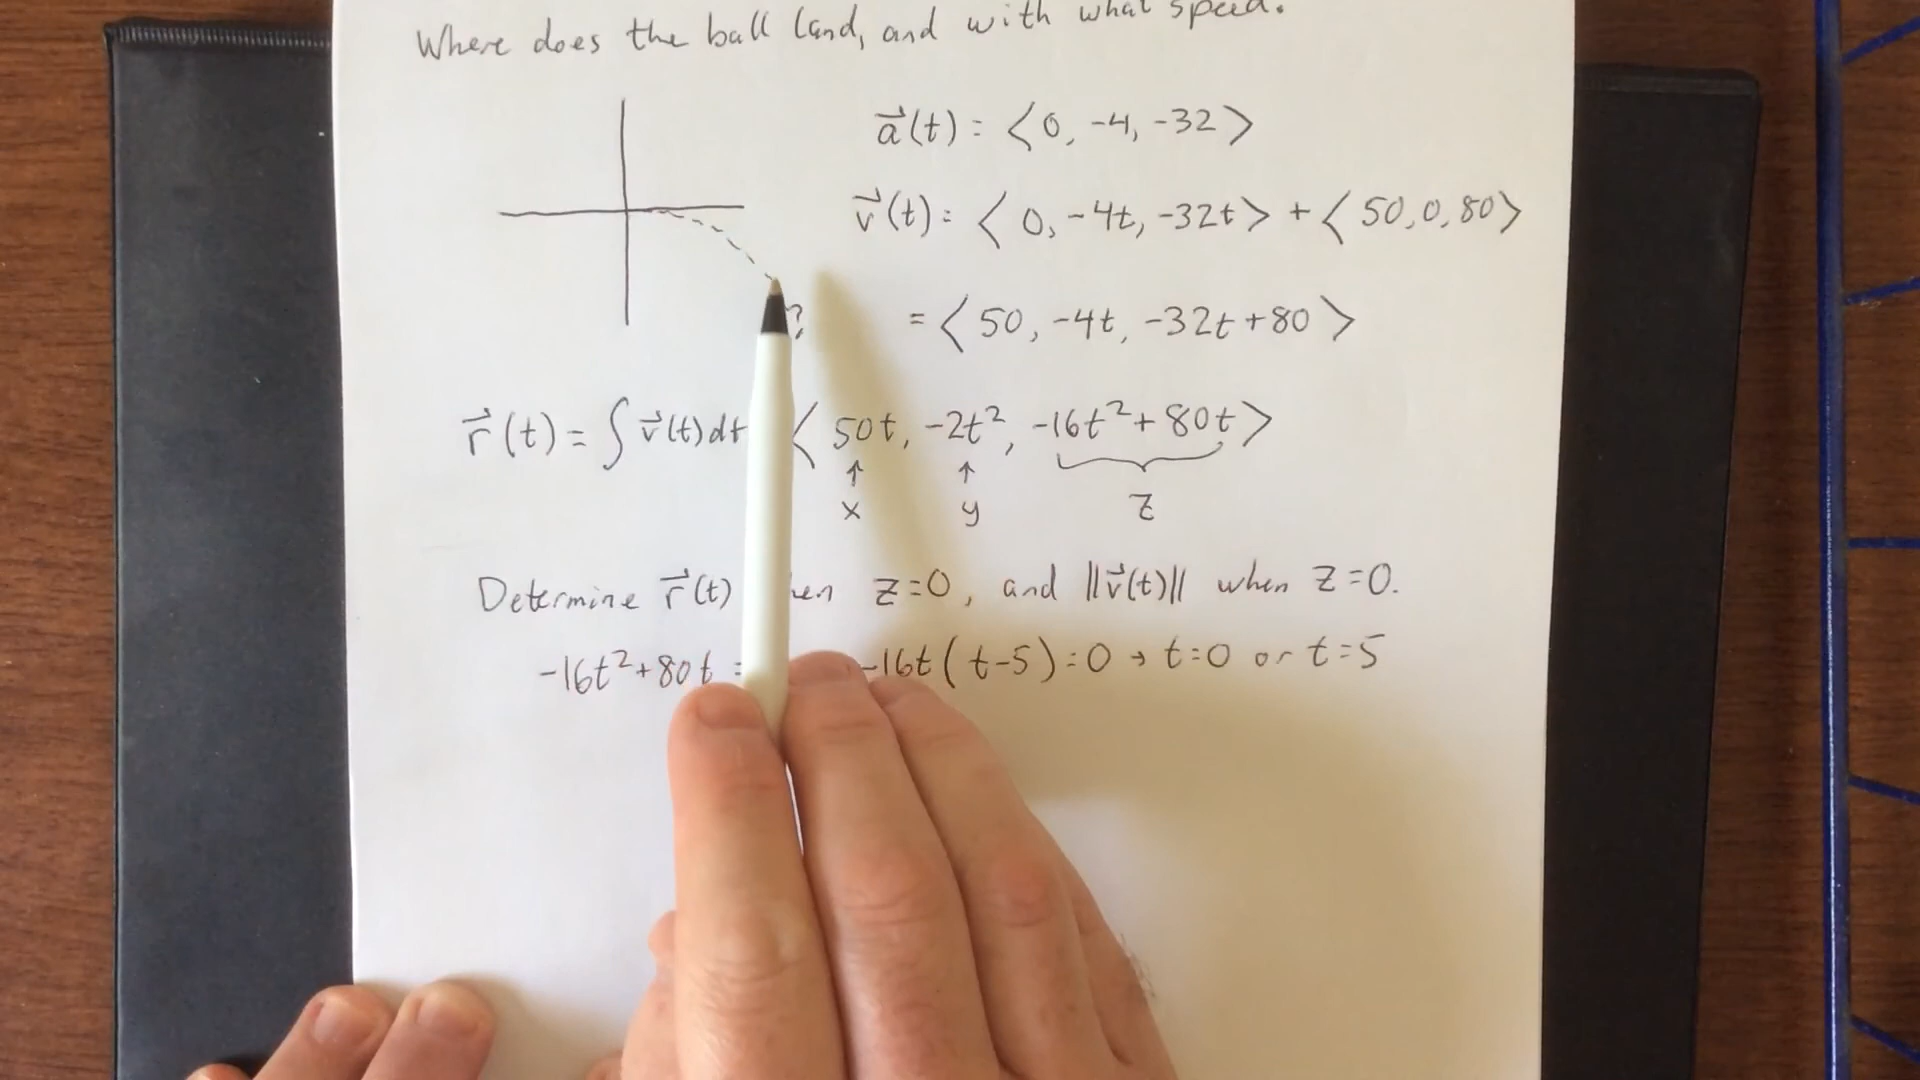 Where does the ball land, and with what speed.
a⃗(t) = ⟨0, -4, -32⟩
v⃗(t) = ⟨0, -4t, -32t⟩ + ⟨50, 0, 80⟩
?
= ⟨50, -4t, -32t+80⟩
r⃗(t) = ∫ v⃗(t) dt ⟨50t, -2t², -16t²+80t⟩
↑ ↑
x y z
Determine r⃗(t) z=0, and ||v⃗(t)|| when z=0.
-16t²+80t = -16t(t-5)=0 → t=0 or t=5